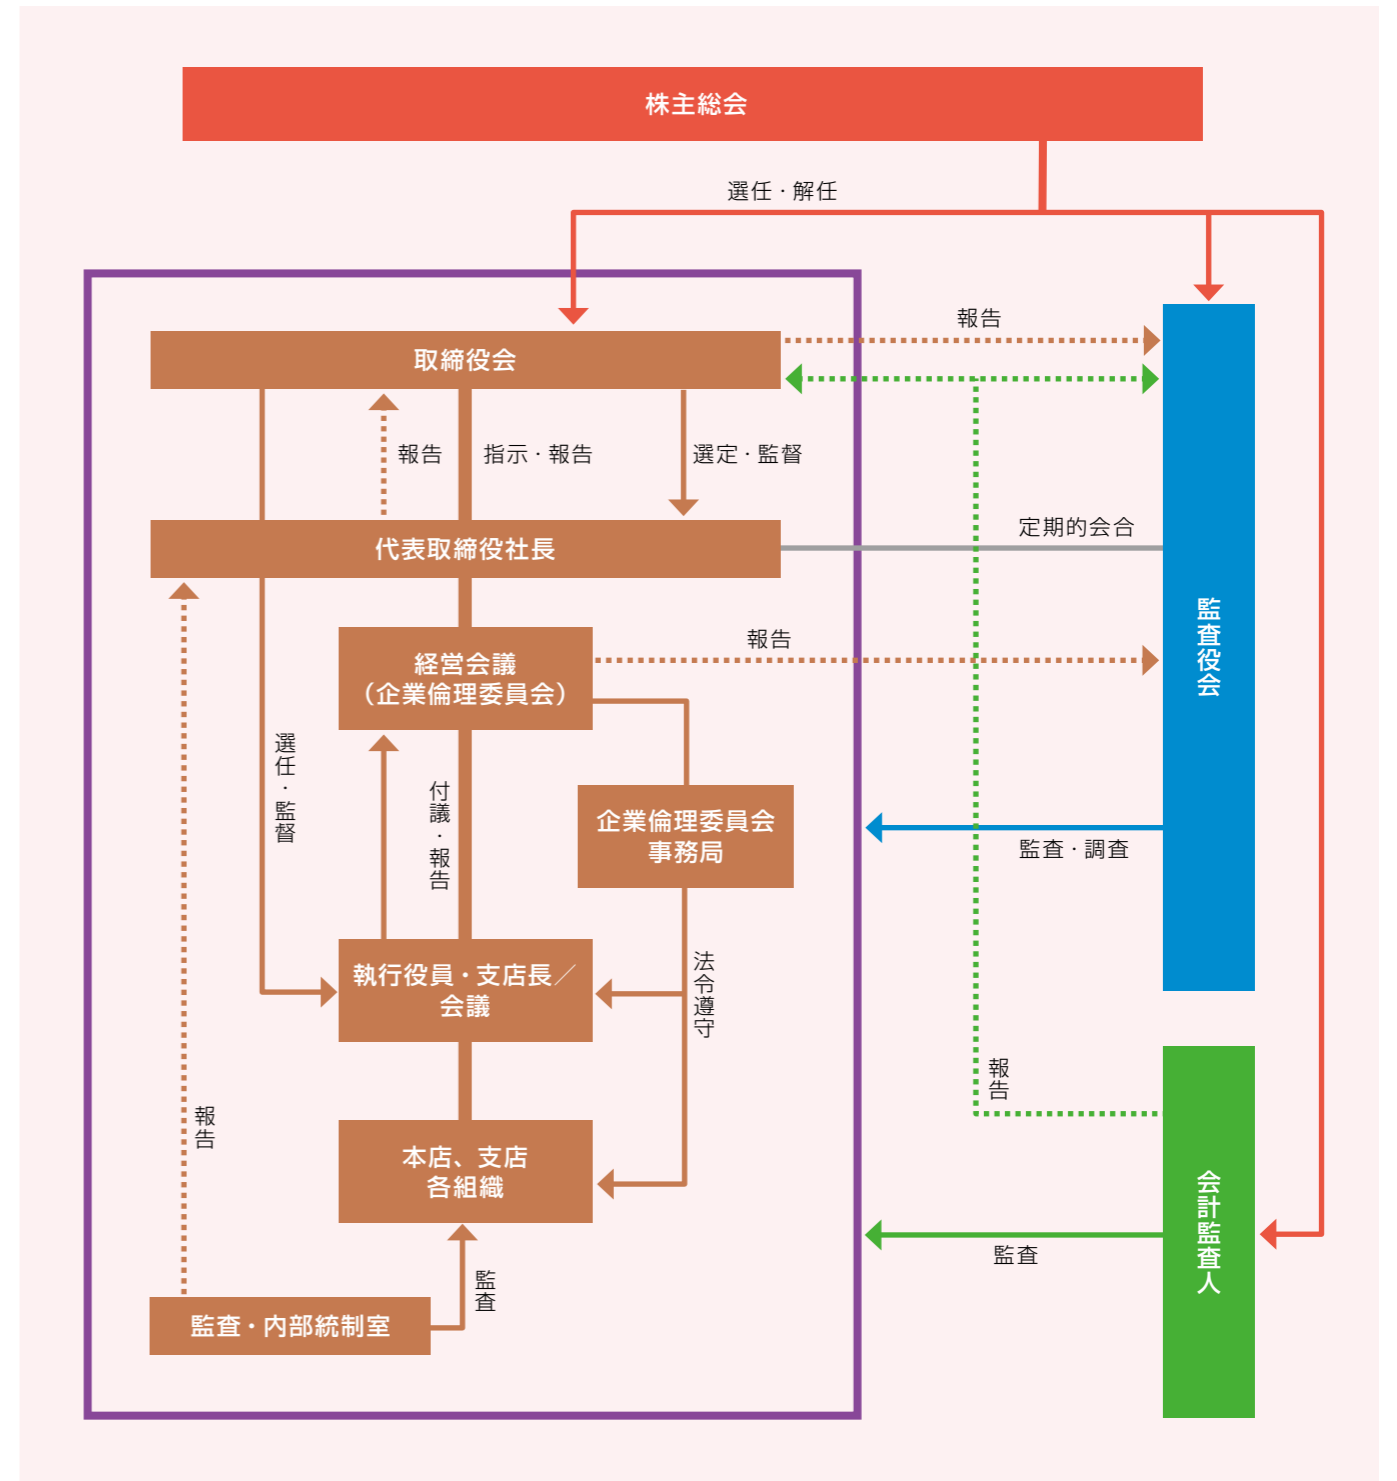 株主総会
選任・解任
取締役会
報告
報告
指示・報告
選定・監督
代表取締役社長
定期的会合
経営会議
（企業倫理委員会）
報告
選任・監督
付議・報告
企業倫理委員会
事務局
監査役会
監査・調査
執行役員・支店長／
会議
法令遵守
報告
報告
本店、支店
各組織
会計監査人
監査
監査
監査・内部統制室